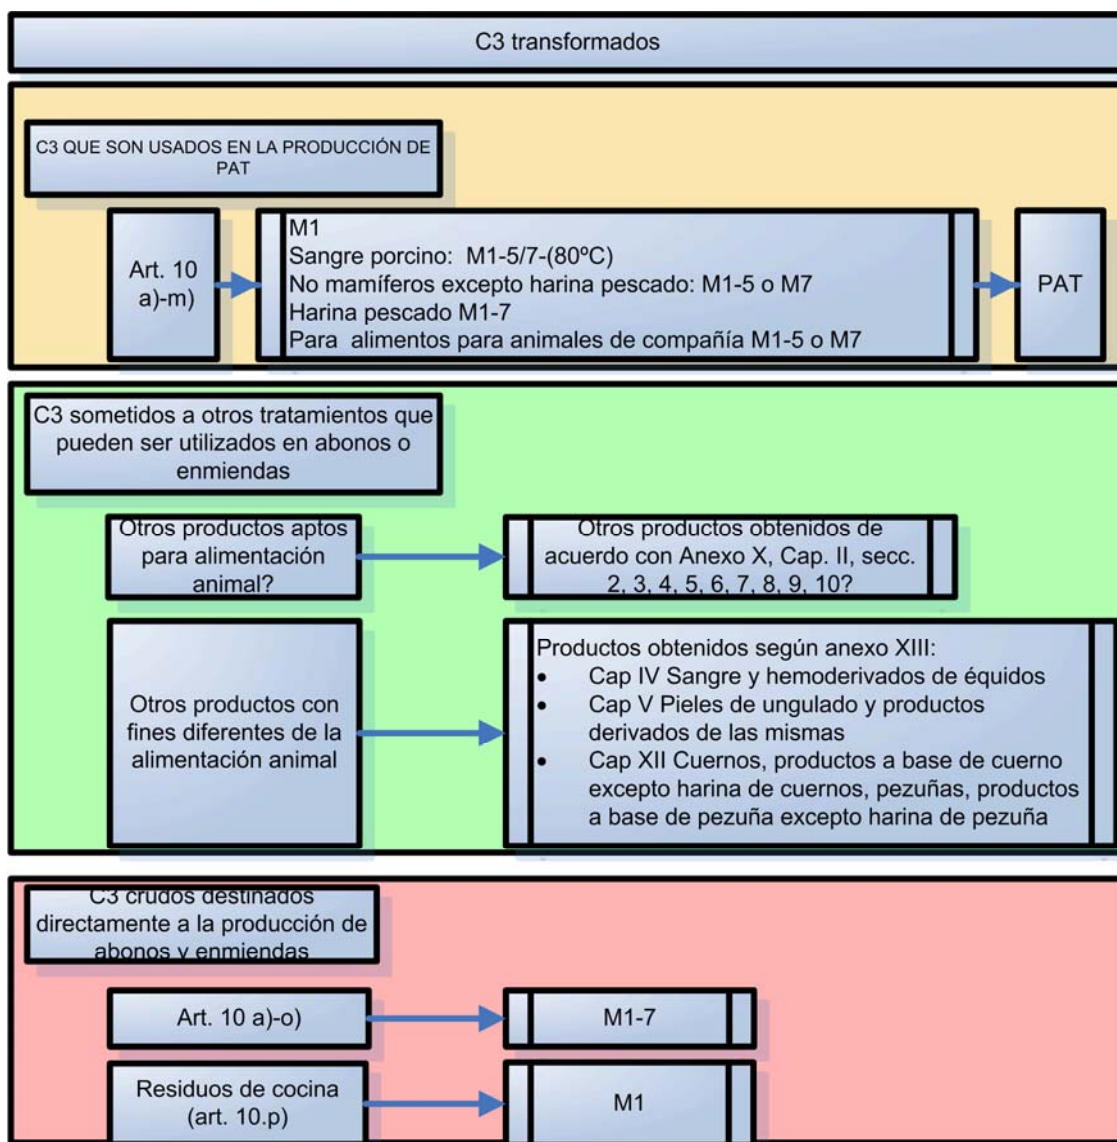 C3 transformados
C3 QUE SON USADOS EN LA PRODUCCIÓN DE
PAT
Art. 10
a)-m)
M1
Sangre porcino:  M1-5/7-(80ºC)
No mamíferos excepto harina pescado: M1-5 o M7
Harina pescado M1-7
Para  alimentos para animales de compañía M1-5 o M7
PAT
C3 sometidos a otros tratamientos que
pueden ser utilizados en abonos o
enmiendas
Otros productos aptos
para alimentación
animal?
Otros productos obtenidos de
acuerdo con Anexo X, Cap. II, secc.
2, 3, 4, 5, 6, 7, 8, 9, 10?
Otros productos con
fines diferentes de la
alimentación animal
Productos obtenidos según anexo XIII:
• Cap IV Sangre y hemoderivados de équidos
• Cap V Pieles de ungulado y productos
derivados de las mismas
• Cap XII Cuernos, productos a base de cuerno
excepto harina de cuernos, pezuñas, productos
a base de pezuña excepto harina de pezuña
C3 crudos destinados
directamente a la producción de
abonos y enmiendas
Art. 10 a)-o)
M1-7
Residuos de cocina
(art. 10.p)
M1